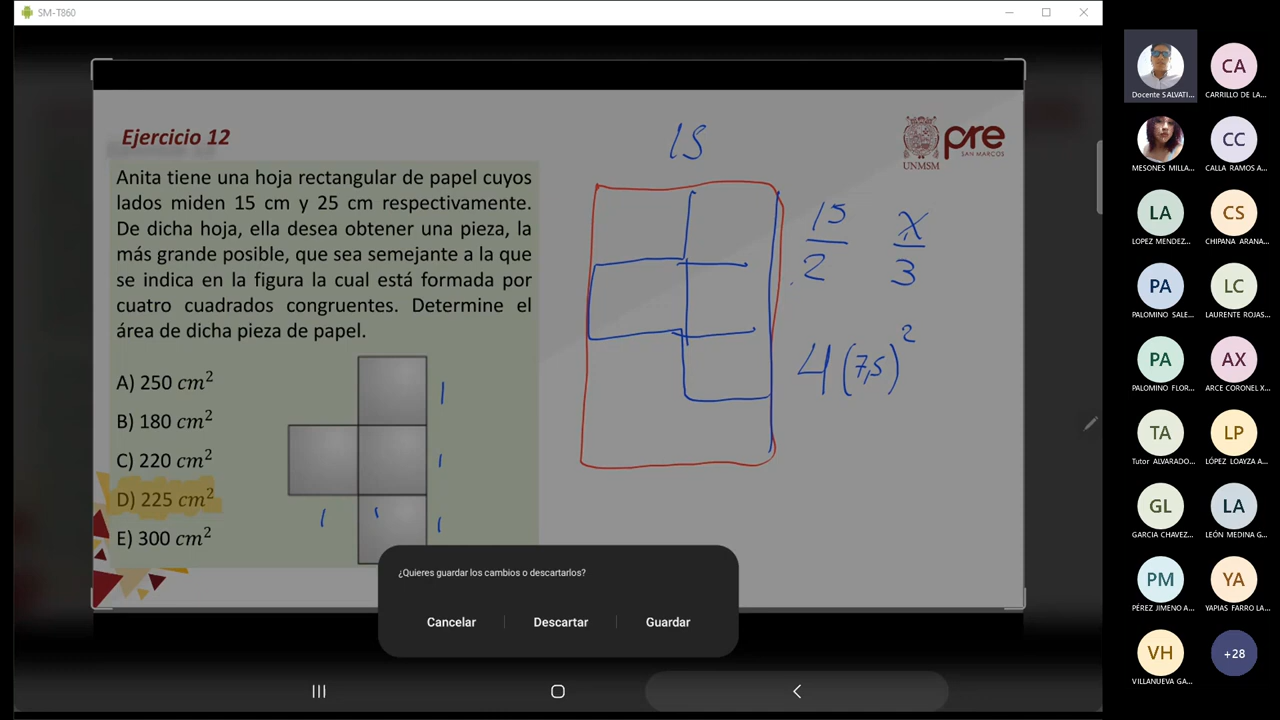 SM-T860
Ejercicio 12
UNMSM
pre
SAN MARCOS
Anita tiene una hoja rectangular de papel cuyos
lados miden 15 cm y 25 cm respectivamente.
De dicha hoja, ella desea obtener una pieza, la
más grande posible, que sea semejante a la que
se indica en la figura la cual está formada por
cuatro cuadrados congruentes. Determine el
área de dicha pieza de papel.
A) 250 cm²
B) 180 cm²
C) 220 cm²
D) 225 cm²
E) 300 cm²
1
1
1
1
1
15
15/2 x/3
4(7,5)²
¿Quieres guardar los cambios o descartarlos?
Cancelar Descartar Guardar
Docente SALVATI...
CA
CARRILLO DE LA...
MESONES MILLA...
CC
CALLA RAMOS A...
LA
LOPEZ MENDEZ...
CS
CHIPANA ARANA...
PA
PALOMINO SALE...
LC
LAURENTE ROJAS...
PA
PALOMINO FLOR...
AX
ARCE CORONEL X...
TA
Tutor ALVARADO...
LP
LÓPEZ LOAYZA A...
GL
GARCIA CHAVEZ...
LA
LEÓN MEDINA G...
PM
PÉREZ JIMENO A...
YA
YAPIAS FARRO LA...
VH
VILLANUEVA GA...
+28